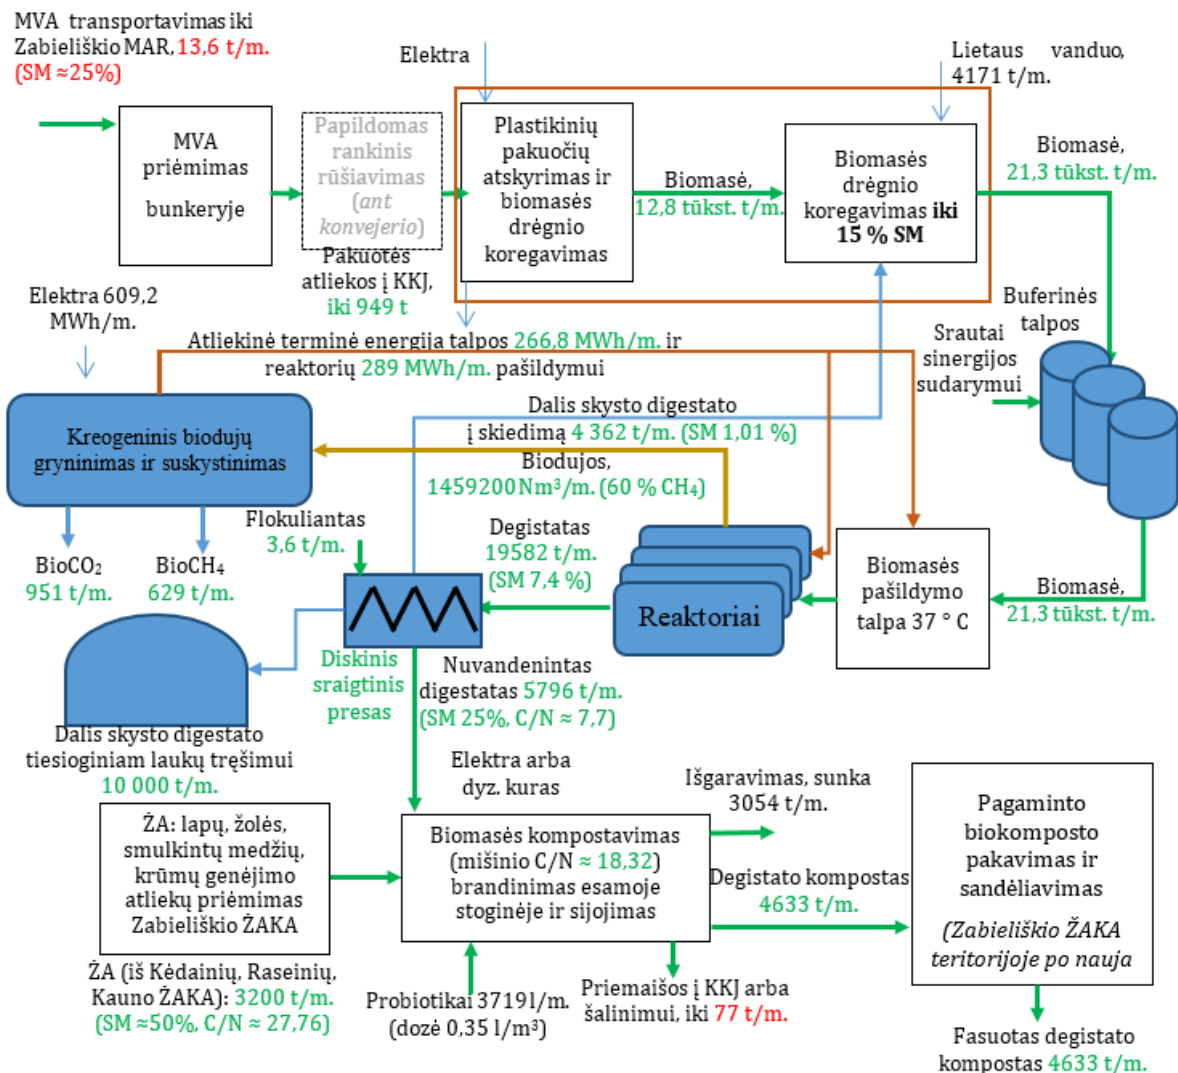 MVA transportavimas iki
Zabieliškio MAR, 13,6 t/m.
(SM ≈25%)
Elektra
Lietaus vanduo,
4171 t/m.
MVA
priėmimas
bunkeryje
Papildomas
rankinis
rūšiavimas
(ant
konvejerio)
Plastikinių
pakuočių
atskyrimas ir
biomasės
drėgnio
koregavimas
Biomasė,
12,8 tūkst. t/m.
Biomasės
drėgnio
koregavimas iki
15 % SM
Biomasė,
21,3 tūkst. t/m.
Pakuotės
atliekos į KKJ,
iki 949 t
Elektra 609,2
MWh/m.
Atliekinė terminė energija talpos 266,8 MWh/m. ir
reaktorių 289 MWh/m. pašildymui
Buferinės
talpos
Srautai
sinergijos
sudarymui
Kreogeninis biodujų
gryninimas ir suskystinimas
Dalis skysto digestato
į skiedimą 4 362 t/m. (SM 1,01 %)
Biodujos,
1459200Nm³/m. (60 % CH₄)
Flokuliantas
3,6 t/m.
Degistatas
19582 t/m.
(SM 7,4 %)
BioCO₂
951 t/m.
BioCH₄
629 t/m.
Reaktoriai
Biomasės
pašildymo
talpa 37 ° C
Biomasė,
21,3 tūkst. t/m.
Diskinis
sraigtinis
presas
Nuvandenintas
digestatas 5796 t/m.
(SM 25%, C/N ≈ 7,7)
Dalis skysto digestato
tiesioginiam laukų tręšimui
10 000 t/m.
Elektra arba
dyz. kuras
Išgaravimas, sunka
3054 t/m.
ŽA: lapų, žolės,
smulkintų medžių,
krūmų genėjimo
atliekų priėmimas
Zabieliškio ŽAKA
Biomasės kompostavimas
(mišinio C/N ≈ 18,32)
brandinimas esamoje
stoginėje ir sijojimas
Degistato kompostas
4633 t/m.
Pagaminto
biokomposto
pakavimas ir
sandėliavimas
(Zabieliškio ŽAKA
teritorijoje po nauja
ŽA (iš Kėdainių, Raseinių,
Kauno ŽAKA): 3200 t/m.
(SM ≈50%, C/N ≈ 27,76)
Probiotikai 3719 l/m.
(dozė 0,35 l/m³)
Priemaišos į KKJ arba
šalinimui, iki 77 t/m.
Fasuotas degistato
kompostas 4633 t/m.